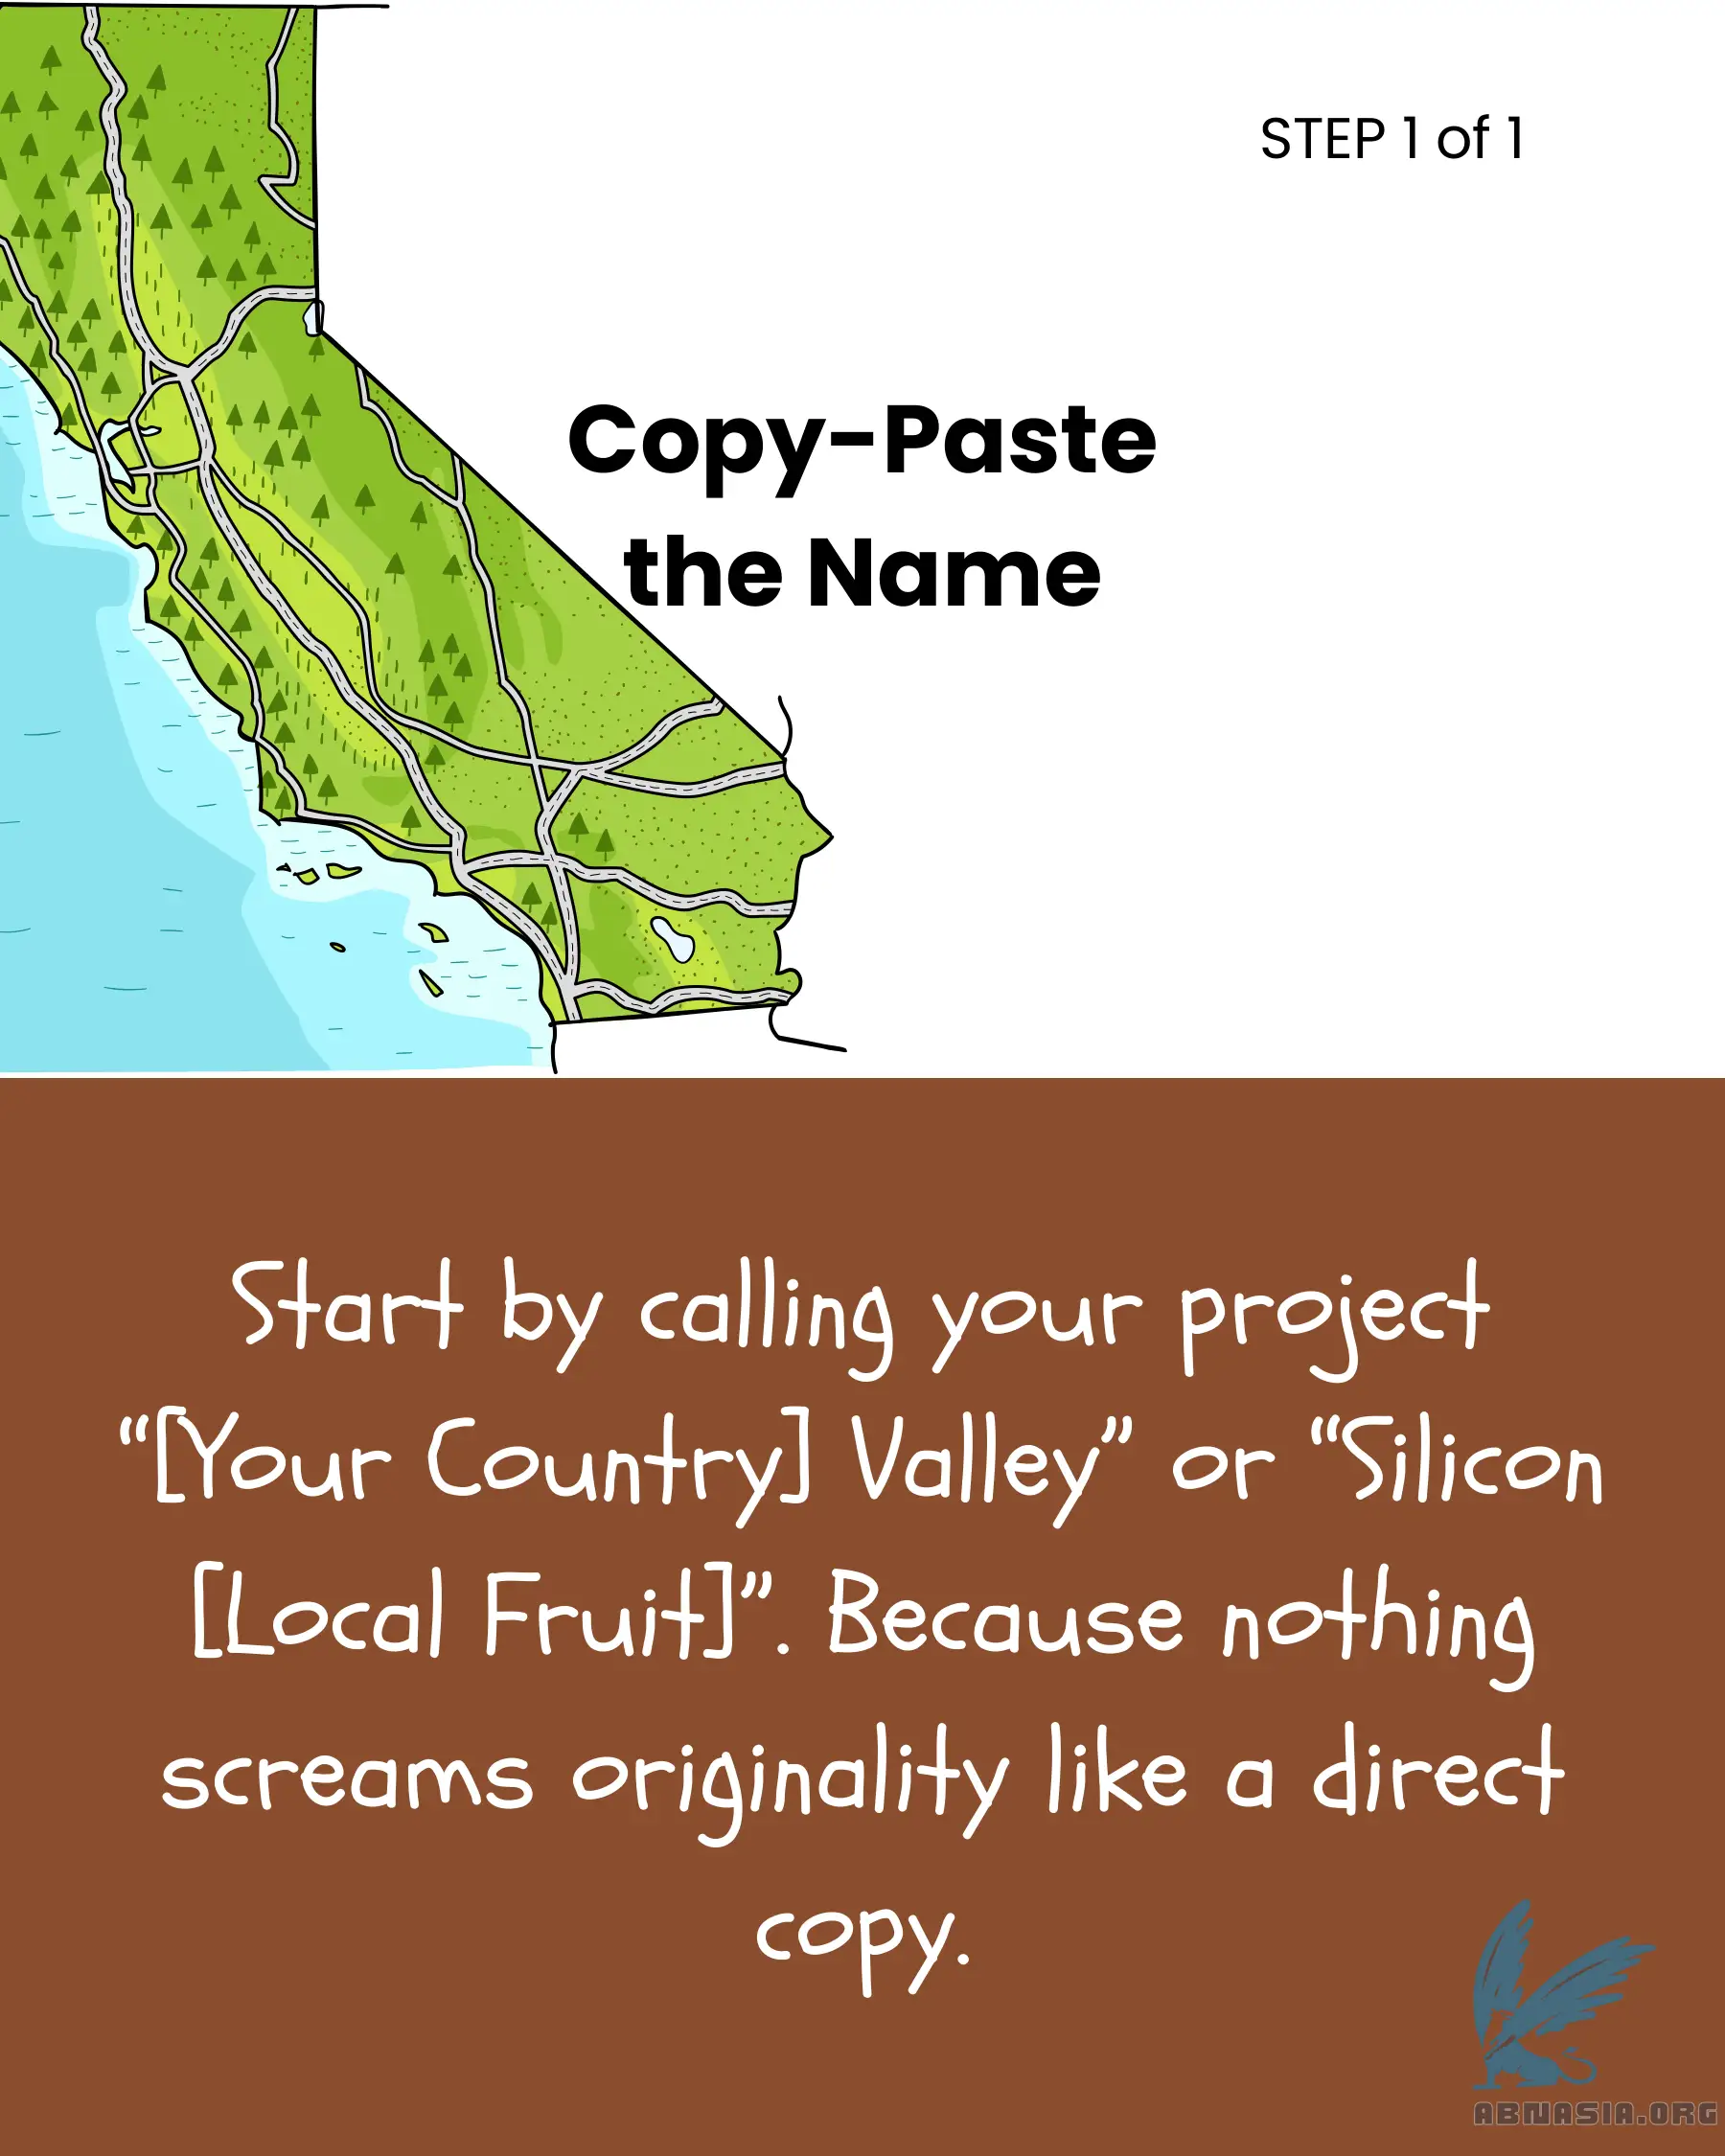 STEP 1 of 1
Copy-Paste
the Name
Start by calling your project
“[Your Country] Valley” or “Silicon
[Local Fruit]”. Because nothing
screams originality like a direct
copy.
ABNASIA.ORG